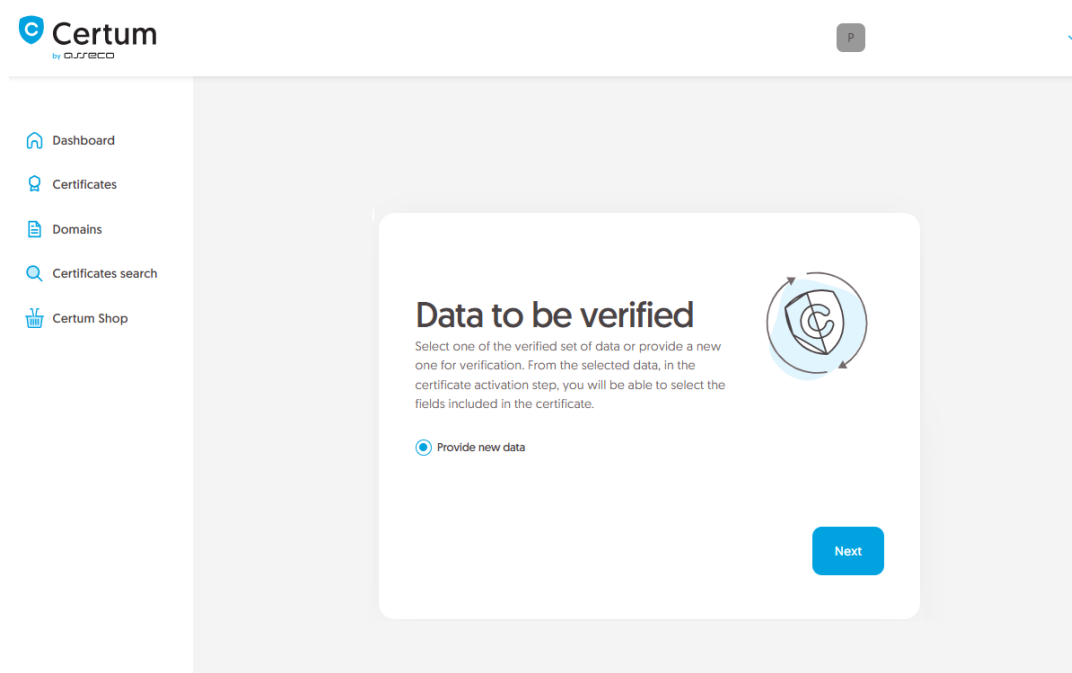 Certum
by asseco
P
Dashboard
Certificates
Domains
Certificates search
Certum Shop
Data to be verified
Select one of the verified set of data or provide a new
one for verification. From the selected data, in the
certificate activation step, you will be able to select the
fields included in the certificate.
Provide new data
Next